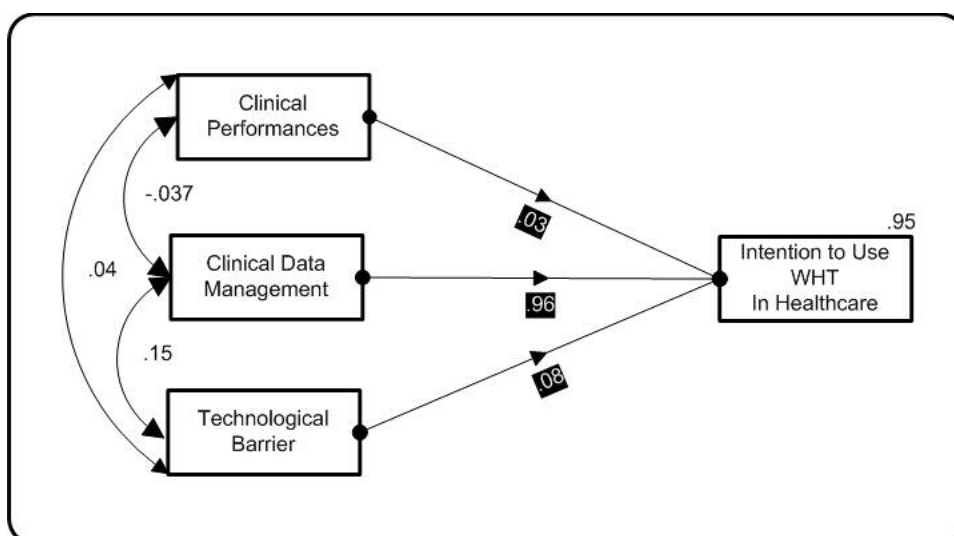 Clinical
Performances
-.037
.03
.95
.04
Clinical Data
Management
.96
Intention to Use
WHT
In Healthcare
.15
.08
Technological
Barrier